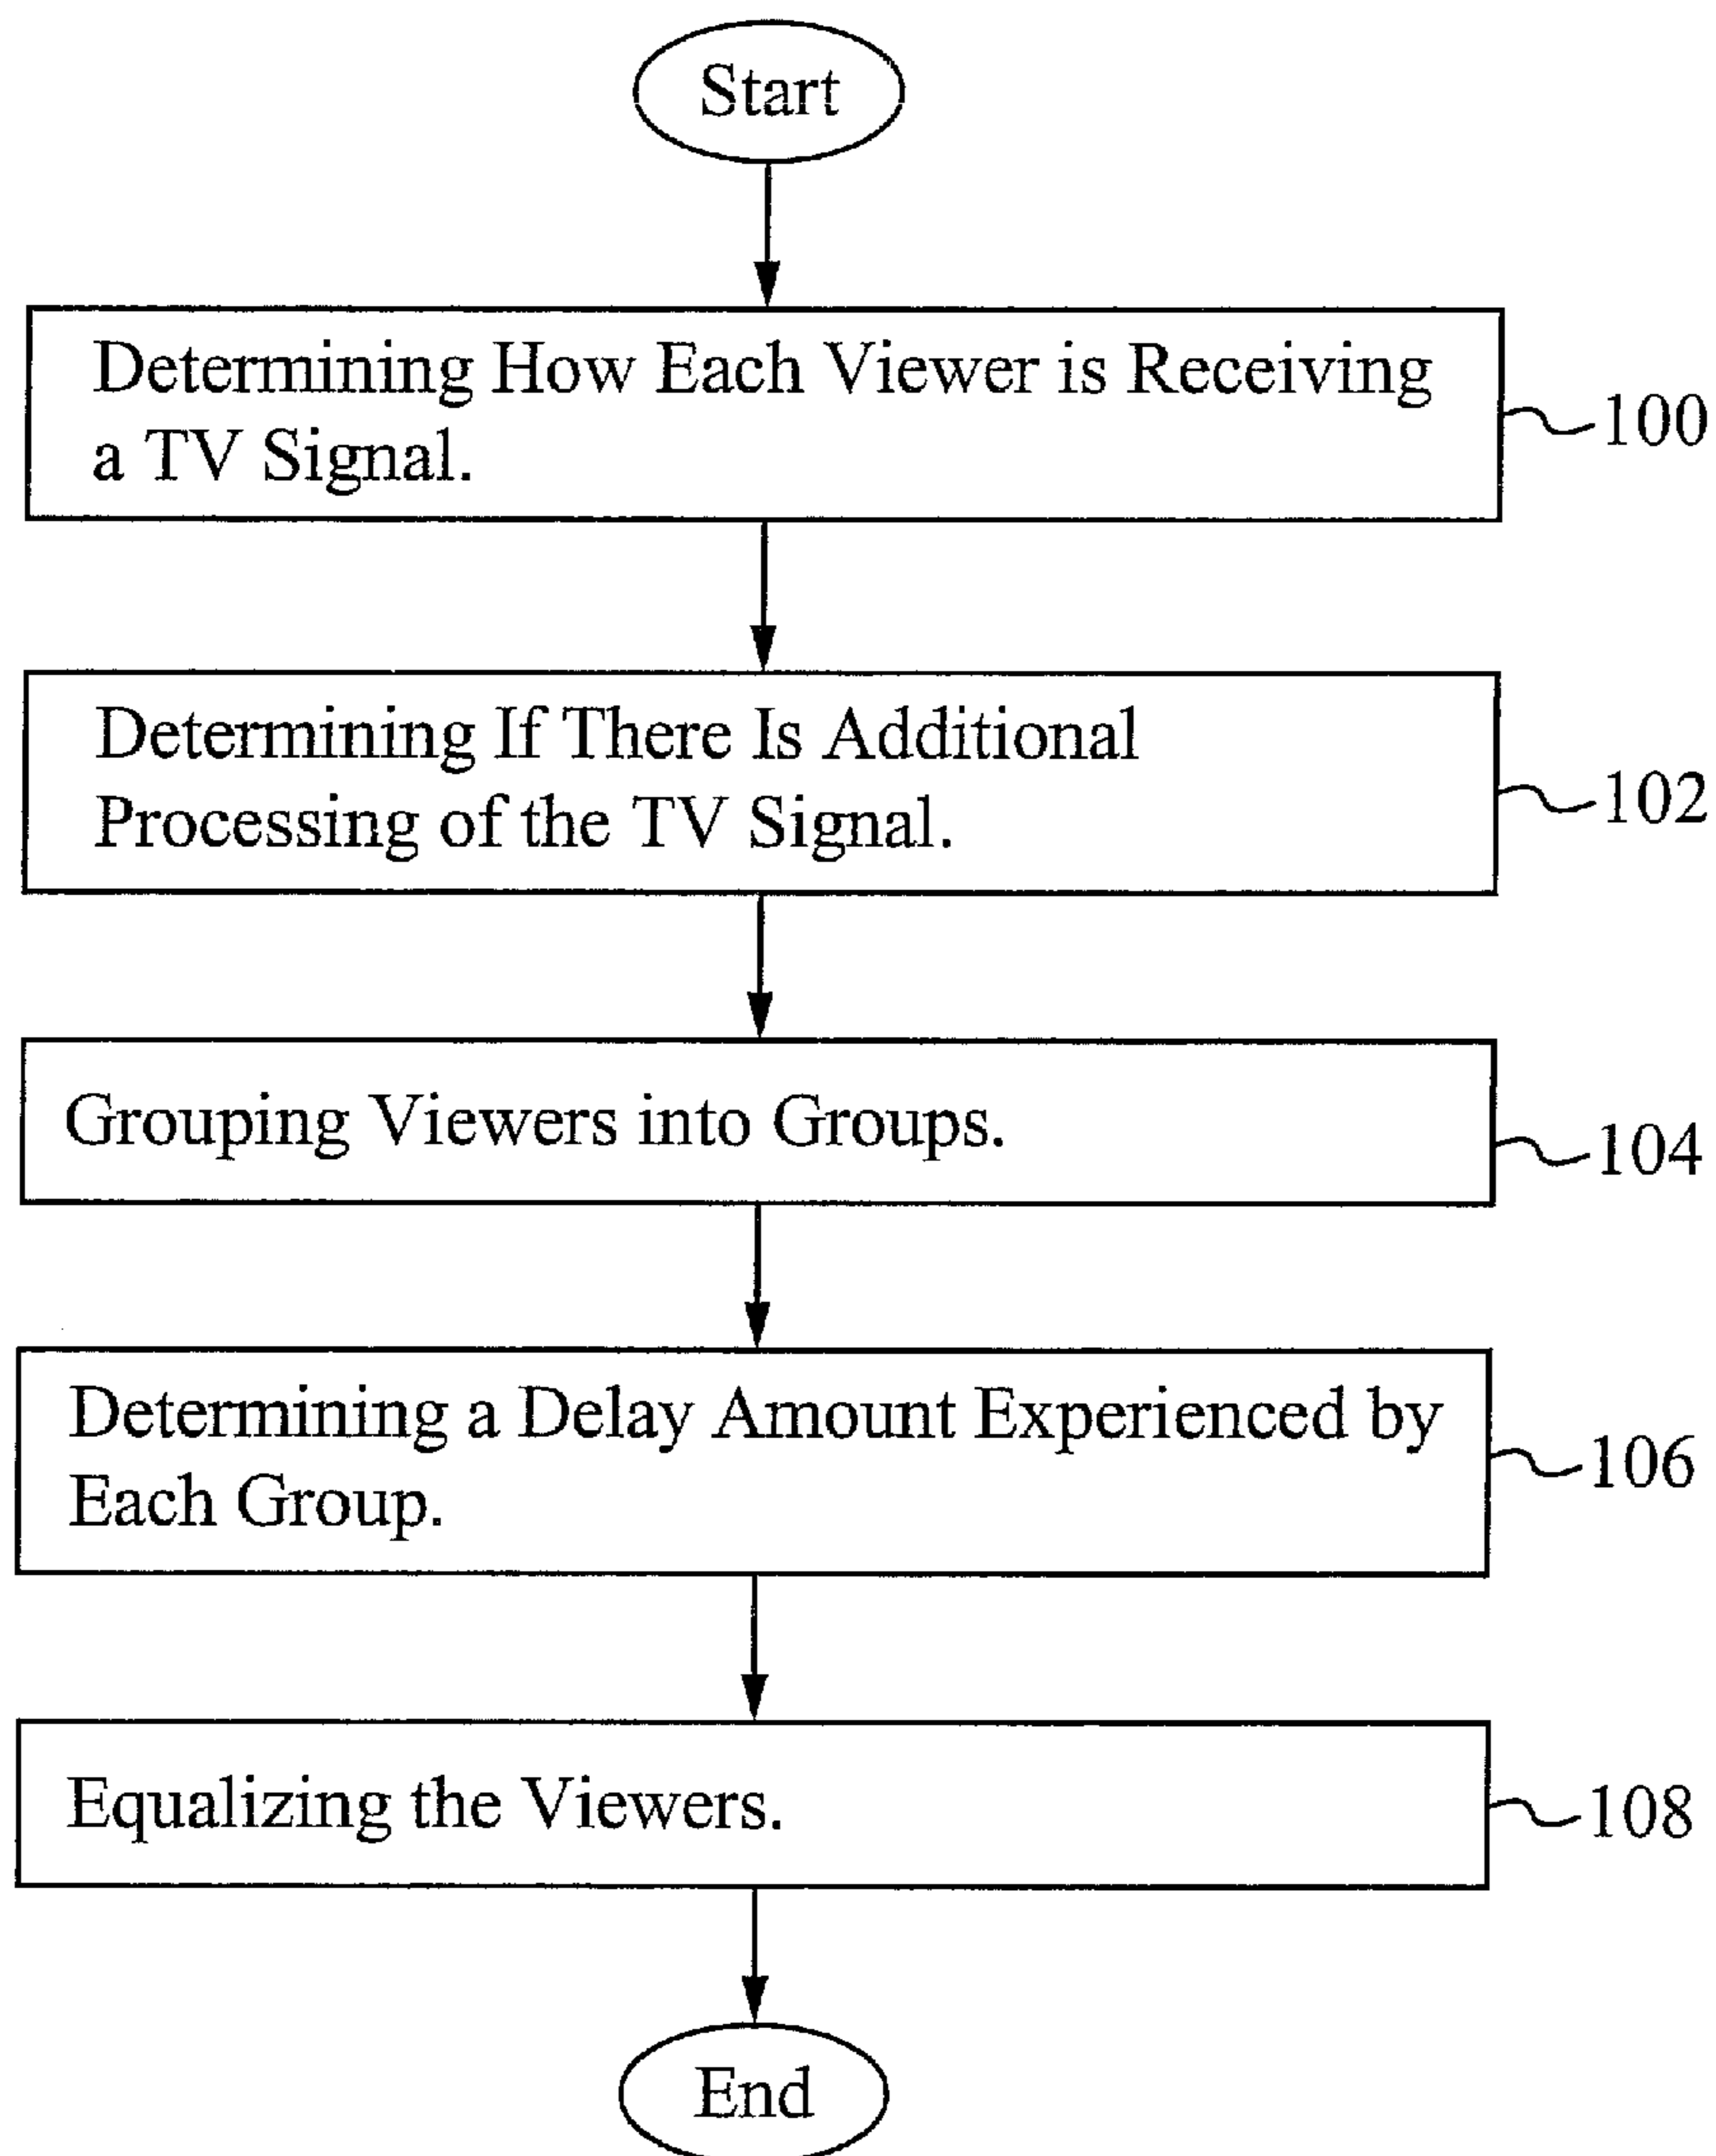 Start
Determining How Each Viewer is Receiving
a TV Signal.
100
Determining If There Is Additional
Processing of the TV Signal.
102
Grouping Viewers into Groups.
104
Determining a Delay Amount Experienced by
Each Group.
106
Equalizing the Viewers.
108
End